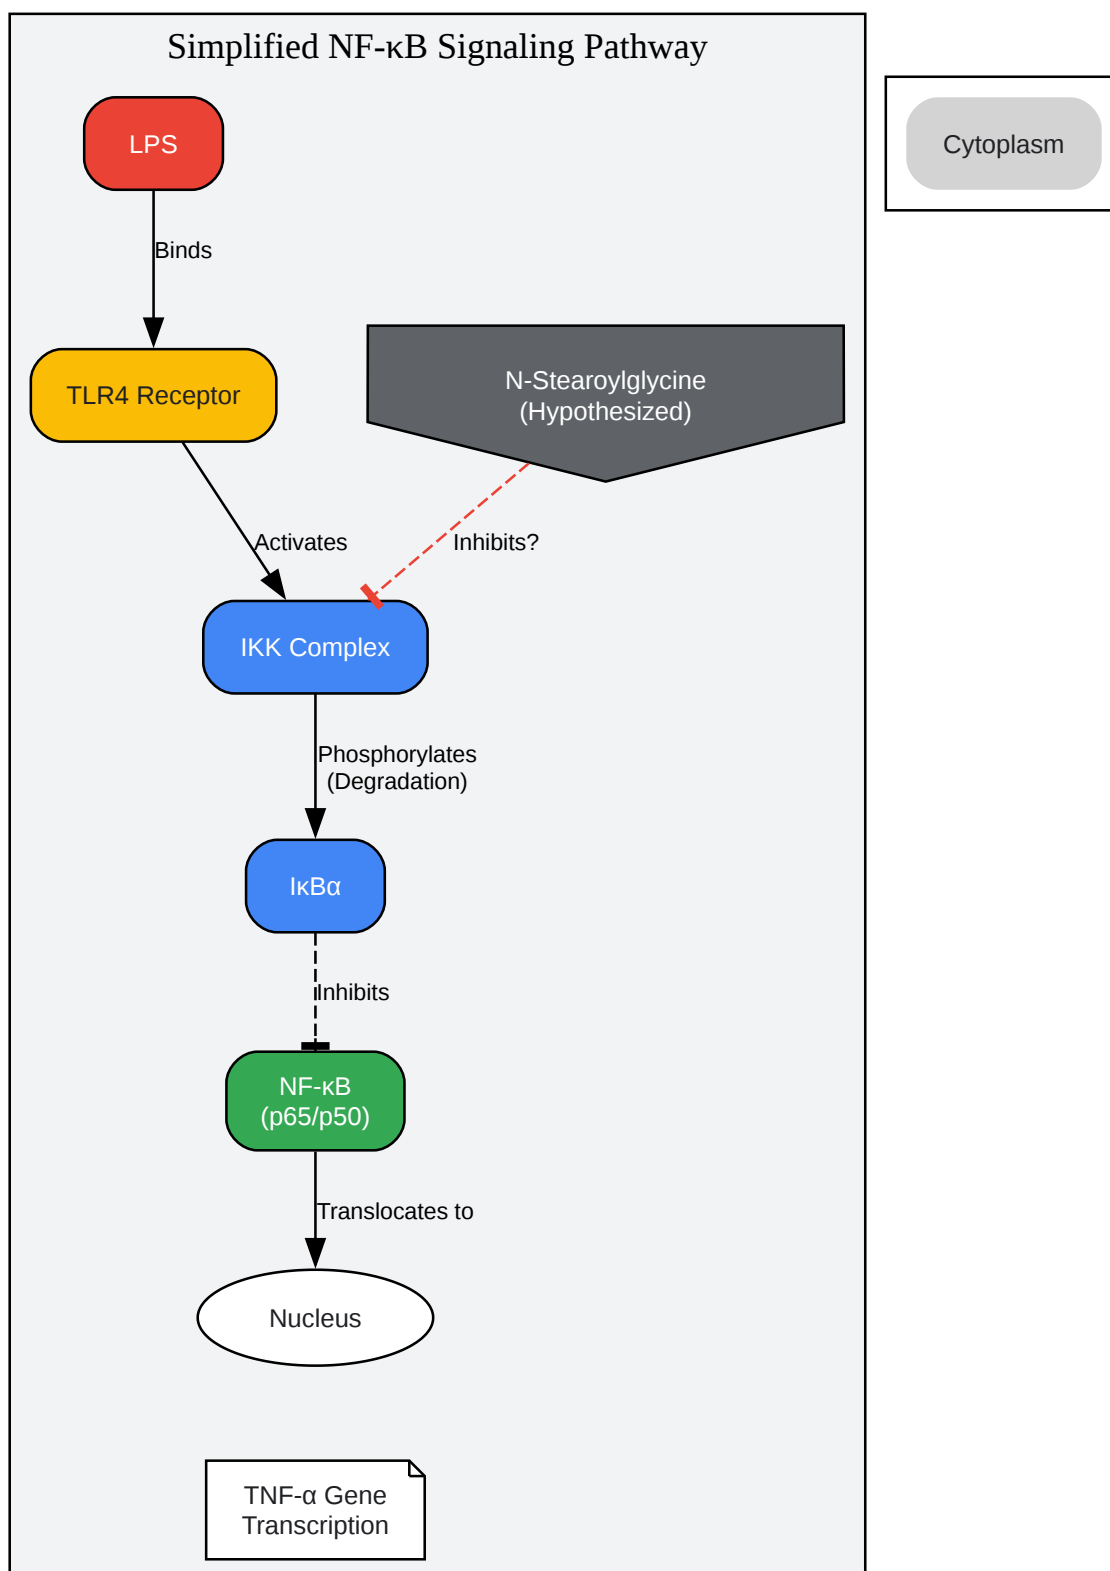 Simplified NF-κB Signaling Pathway
LPS
Cytoplasm
Binds
TLR4 Receptor
N-Stearoylglycine
(Hypothesized)
Activates
Inhibits?
IKK Complex
Phosphorylates
(Degradation)
IκBα
Inhibits
NF-κB
(p65/p50)
Translocates to
Nucleus
TNF-α Gene
Transcription